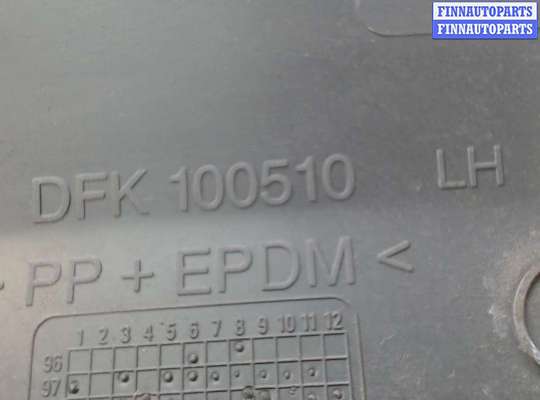 FINNAUTOPARTS
FINNAUTOPARTS
DFK 100510 LH
PP + EPDM <
1 2 3 4 5 6 7 8 9 10 11 12
96
97